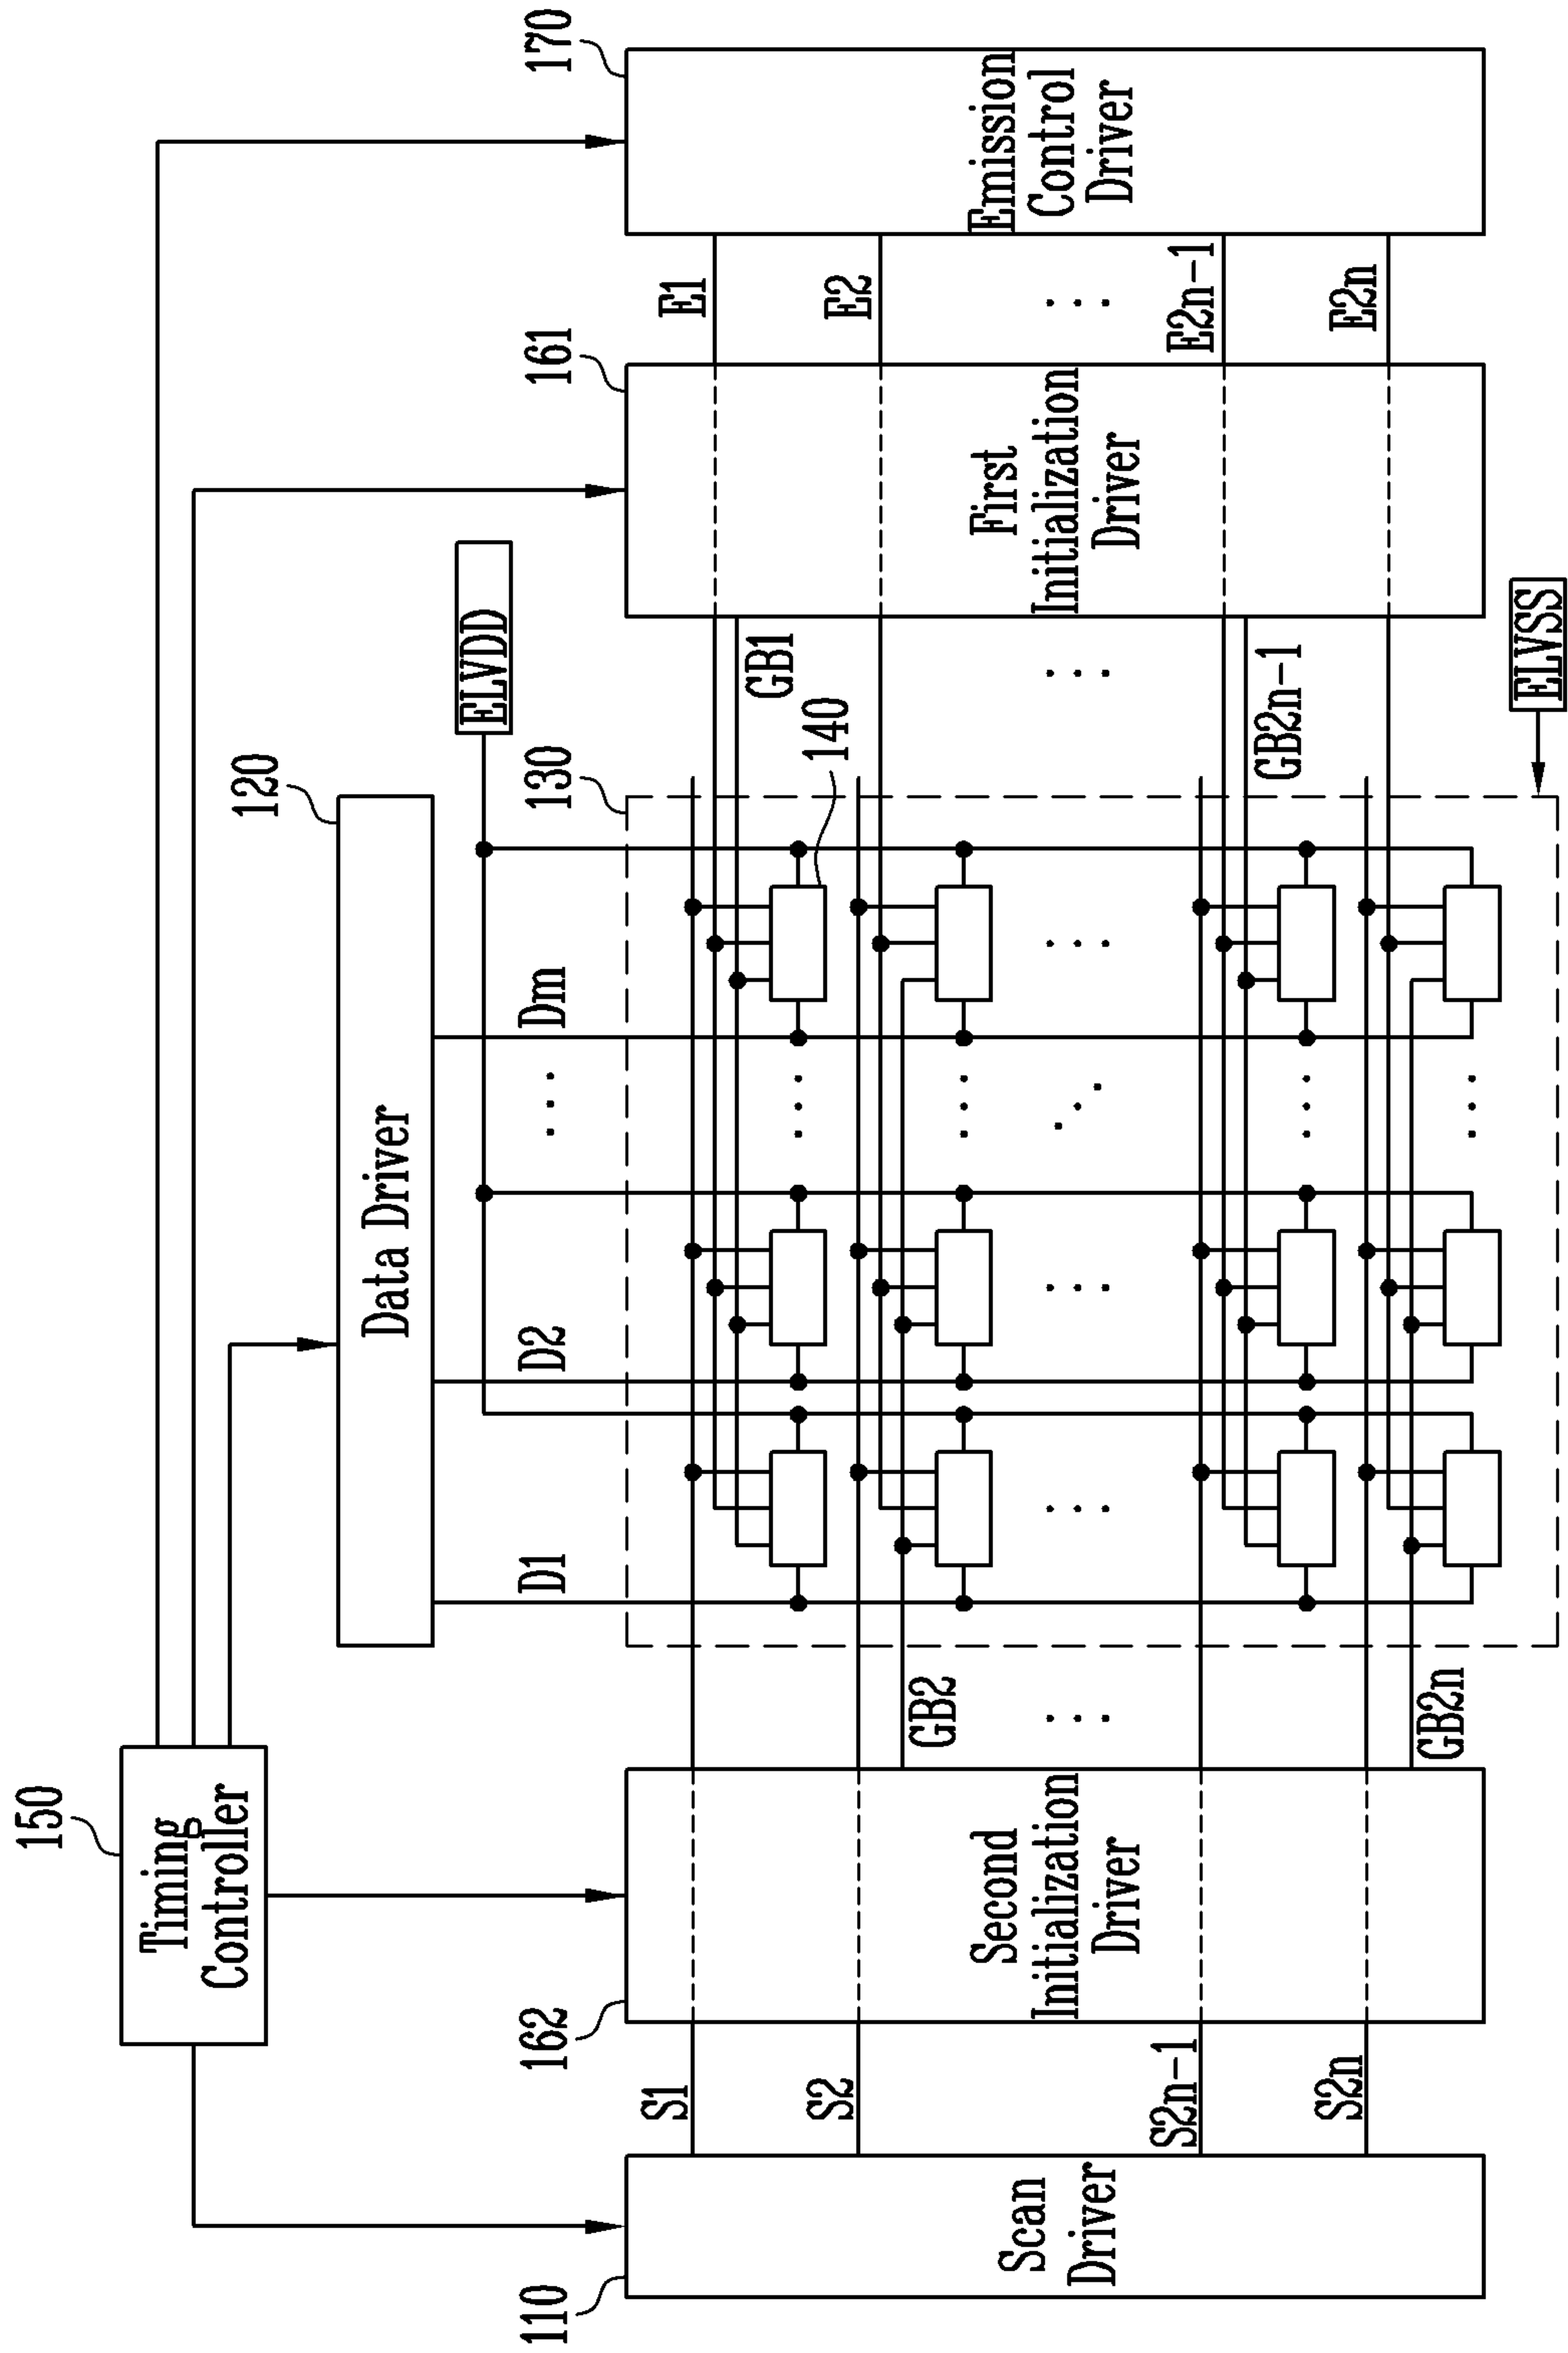 150
Timing
Controller
120
Data Driver
ELVDD
110
Scan
Driver
162
Second
Initialization
Driver
130
161
First
Initialization
Driver
170
Emission
Control
Driver
D1
D2
...
Dm
S1
GB1
E1
140
S2
GB2
E2
...
...
...
...
...
...
...
...
...
...
...
...
S2n-1
GB2n-1
E2n-1
S2n
GB2n
E2n
ELVSS